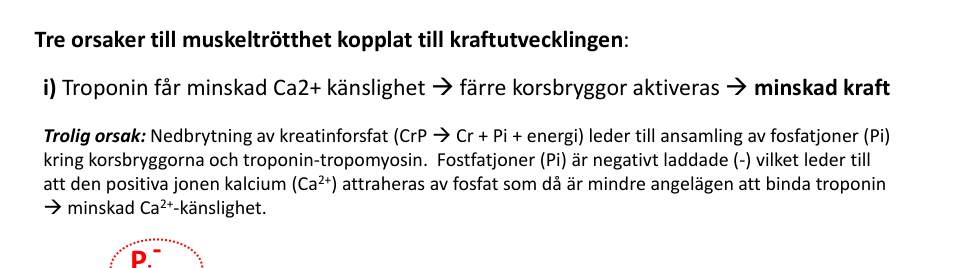 Tre orsaker till muskeltrötthet kopplat till kraftutvecklingen:
i) Troponin får minskad Ca2+ känslighet → färre korsbryggor aktiveras → minskad kraft
Trolig orsak: Nedbrytning av kreatinforsfat (CrP → Cr + Pi + energi) leder till ansamling av fosfatjoner (Pi)
kring korsbryggorna och troponin-tropomyosin. Fostfatjoner (Pi) är negativt laddade (-) vilket leder till
att den positiva jonen kalcium (Ca²⁺) attraheras av fosfat som då är mindre angelägen att binda troponin
→ minskad Ca²⁺-känslighet.
Pᵢ⁻